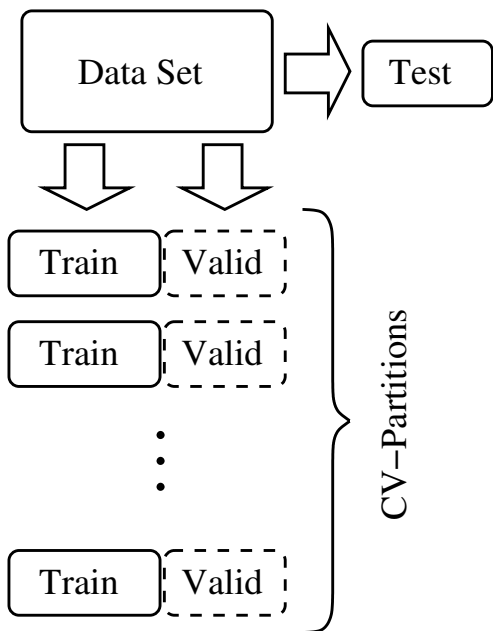 Data Set
Test
Train
Valid
Train
Valid
Train
Valid
CV-Partitions